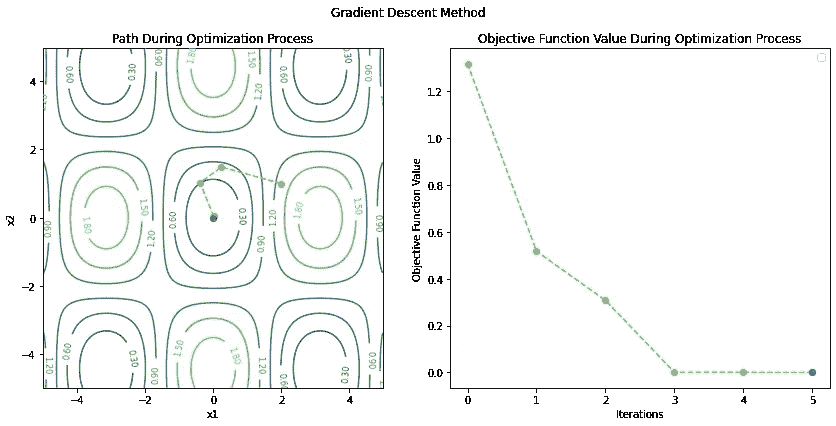 Gradient Descent Method
Path During Optimization Process
Objective Function Value During Optimization Process
4
2
0
−2
−4
x2
−4 −2 0 2 4
x1
0.30
0.60
0.90
1.20
1.50
1.80
1.2
1.0
0.8
0.6
0.4
0.2
0.0
Objective Function Value
0 1 2 3 4 5
Iterations